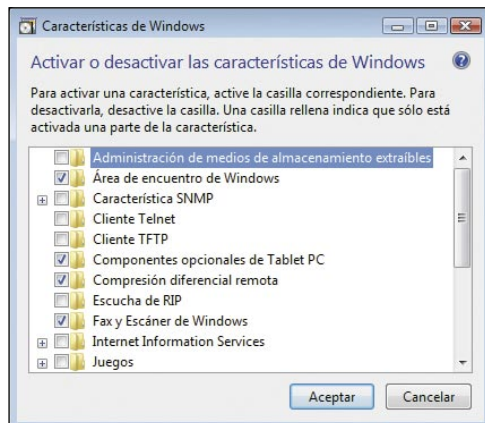 Características de Windows
Activar o desactivar las características de Windows
Para activar una característica, active la casilla correspondiente. Para
desactivarla, desactive la casilla. Una casilla rellena indica que sólo está
activada una parte de la característica.
Administración de medios de almacenamiento extraíbles
Área de encuentro de Windows
Característica SNMP
Cliente Telnet
Cliente TFTP
Componentes opcionales de Tablet PC
Compresión diferencial remota
Escucha de RIP
Fax y Escáner de Windows
Internet Information Services
Juegos
Aceptar
Cancelar